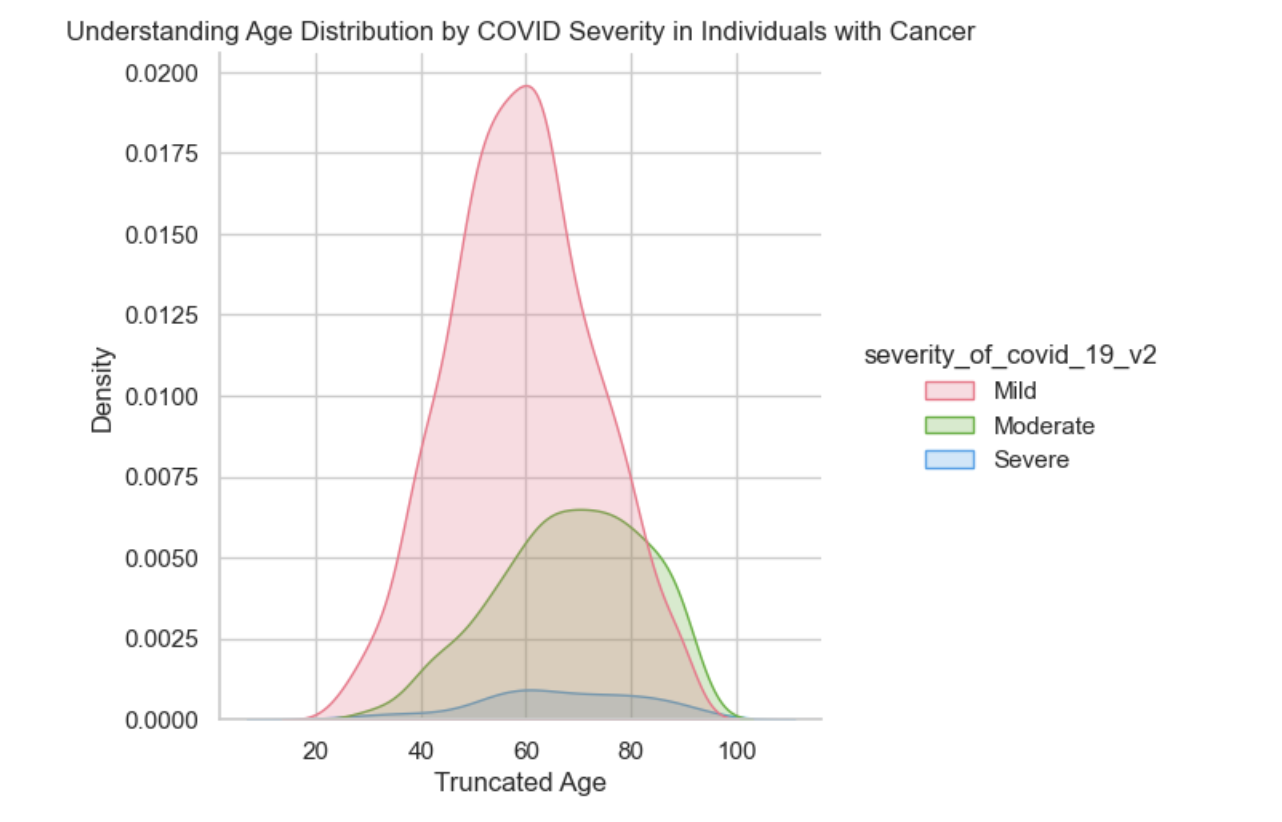 Understanding Age Distribution by COVID Severity in Individuals with Cancer
0.0200
0.0175
0.0150
0.0125
0.0100
0.0075
0.0050
0.0025
0.0000
Density
20 40 60 80 100
Truncated Age
severity_of_covid_19_v2
Mild
Moderate
Severe